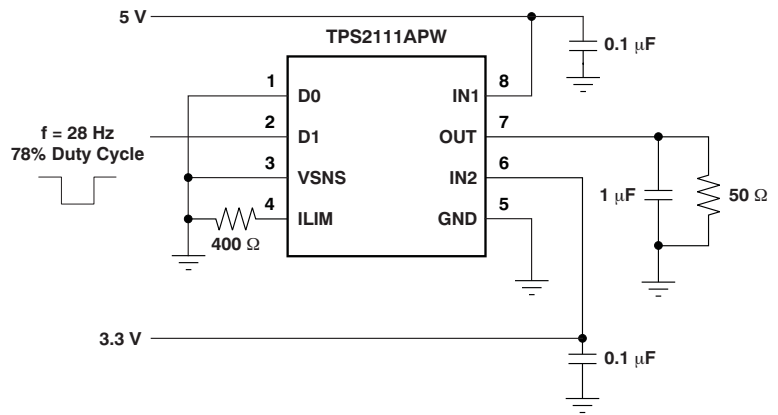 5 V
TPS2111APW
0.1 µF
1
D0
IN1
8
f = 28 Hz
78% Duty Cycle
2
D1
OUT
7
3
VSNS
IN2
6
1 µF
50 Ω
4
ILIM
GND
5
400 Ω
3.3 V
0.1 µF